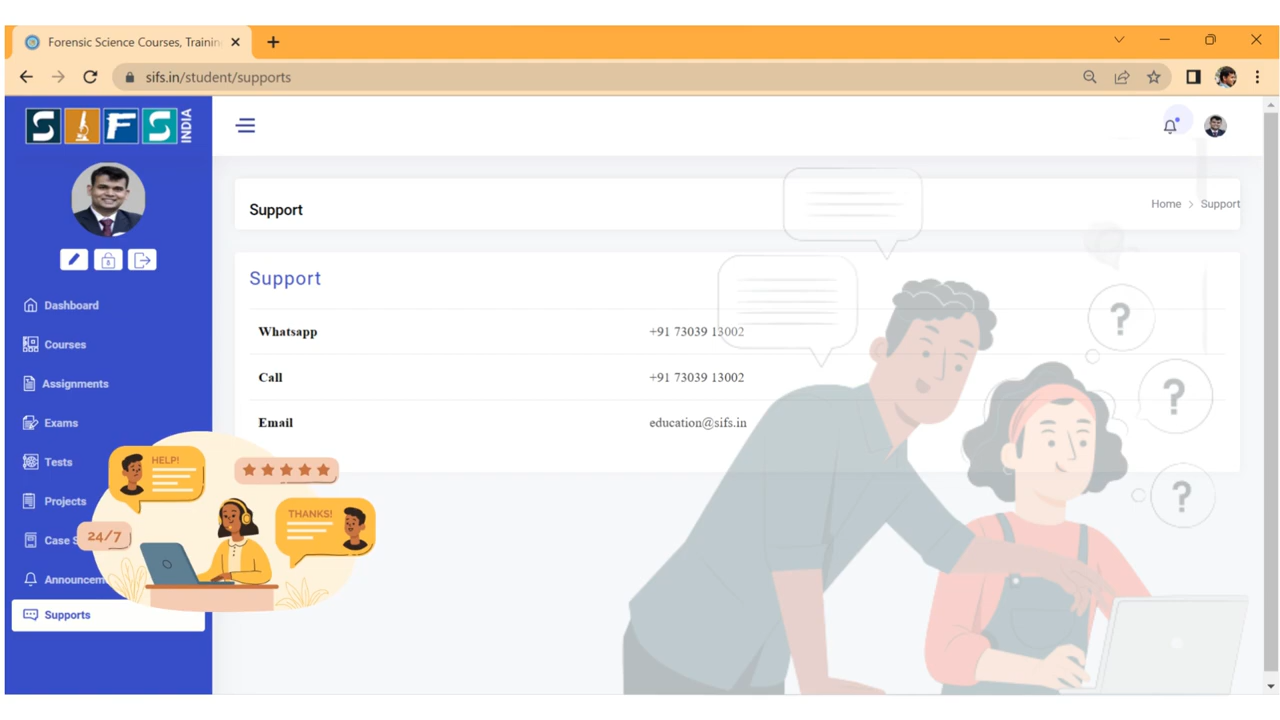 Forensic Science Courses, Trainin
sifs.in/student/supports
SIFS INDIA
Support
Home > Support
Support
Dashboard
Whatsapp +91 73039 13002
Courses
Call +91 73039 13002
Assignments
Email education@sifs.in
Exams
Tests
HELP!
Projects
THANKS!
Case S
24/7
Announcem
Supports
?
?
?